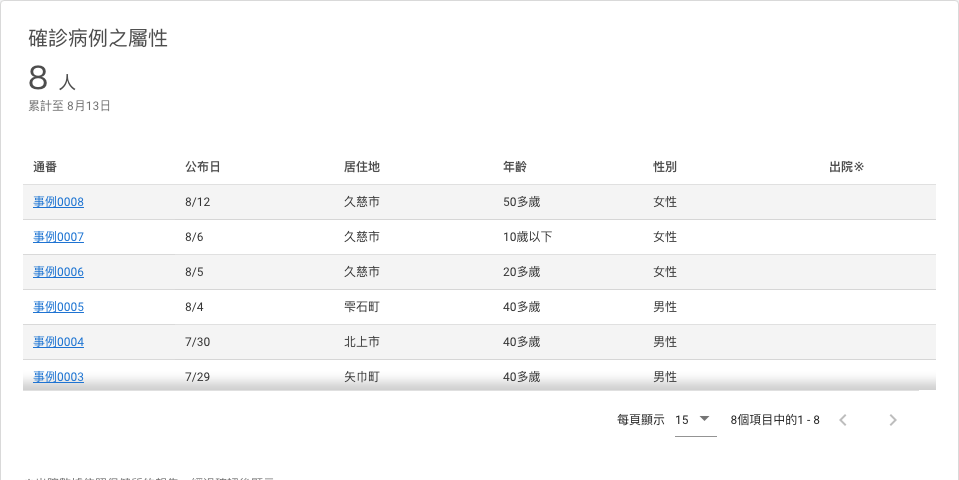 確診病例之屬性
8 人
累計至 8月13日
通番 公布日 居住地 年齡 性別 出院※
事例0008 8/12 久慈市 50多歲 女性
事例0007 8/6 久慈市 10歲以下 女性
事例0006 8/5 久慈市 20多歲 女性
事例0005 8/4 雫石町 40多歲 男性
事例0004 7/30 北上市 40多歲 男性
事例0003 7/29 矢巾町 40多歲 男性
每頁顯示 15 8個項目中的1 - 8